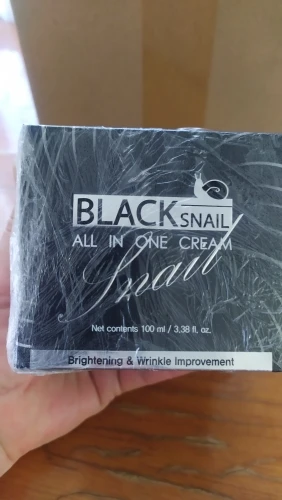 BLACK SNAIL
ALL IN ONE CREAM
Snail
Net contents 100 ml / 3.38 fl. oz.
Brightening & Wrinkle Improvement